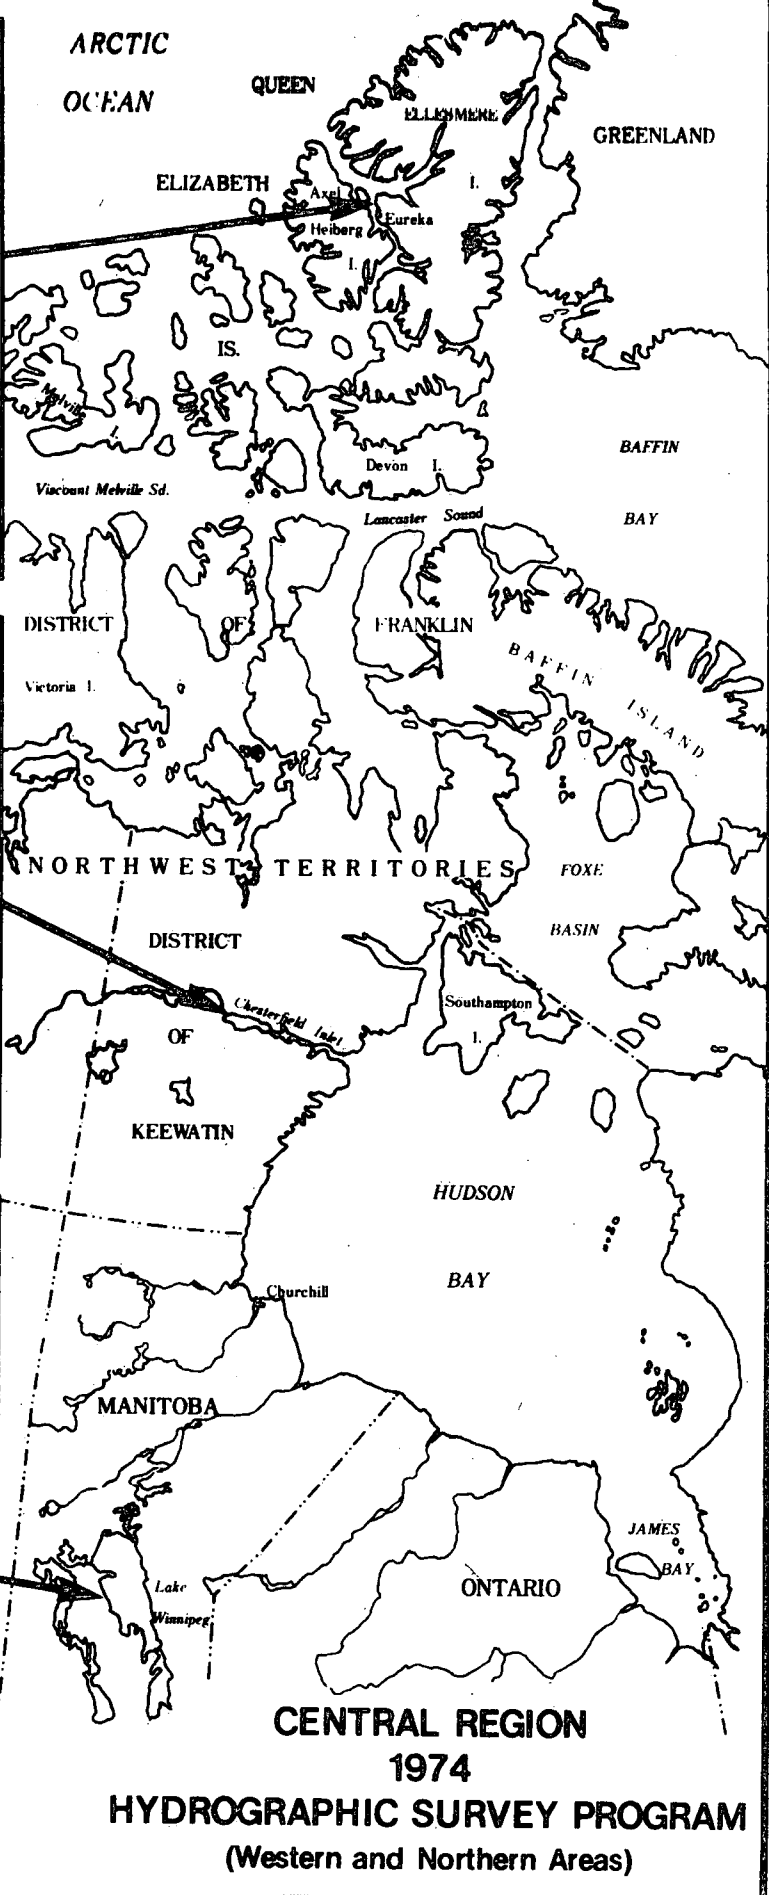 ARCTIC
OCEAN
QUEEN
ELLESMERE
I.
GREENLAND
ELIZABETH
Axel
Heiberg
I.
Eureka
IS.
Melville
I.
Devon I.
BAFFIN
BAY
Viscount Melville Sd.
Lancaster Sound
DISTRICT OF FRANKLIN
Victoria I.
BAFFIN ISLAND
NORTHWEST TERRITORIES
FOXE
BASIN
DISTRICT
OF
KEEWATIN
Chesterfield Inlet
Southampton
I.
HUDSON
BAY
Churchill
MANITOBA
JAMES
BAY
Lake
Winnipeg
ONTARIO
CENTRAL REGION
1974
HYDROGRAPHIC SURVEY PROGRAM
(Western and Northern Areas)